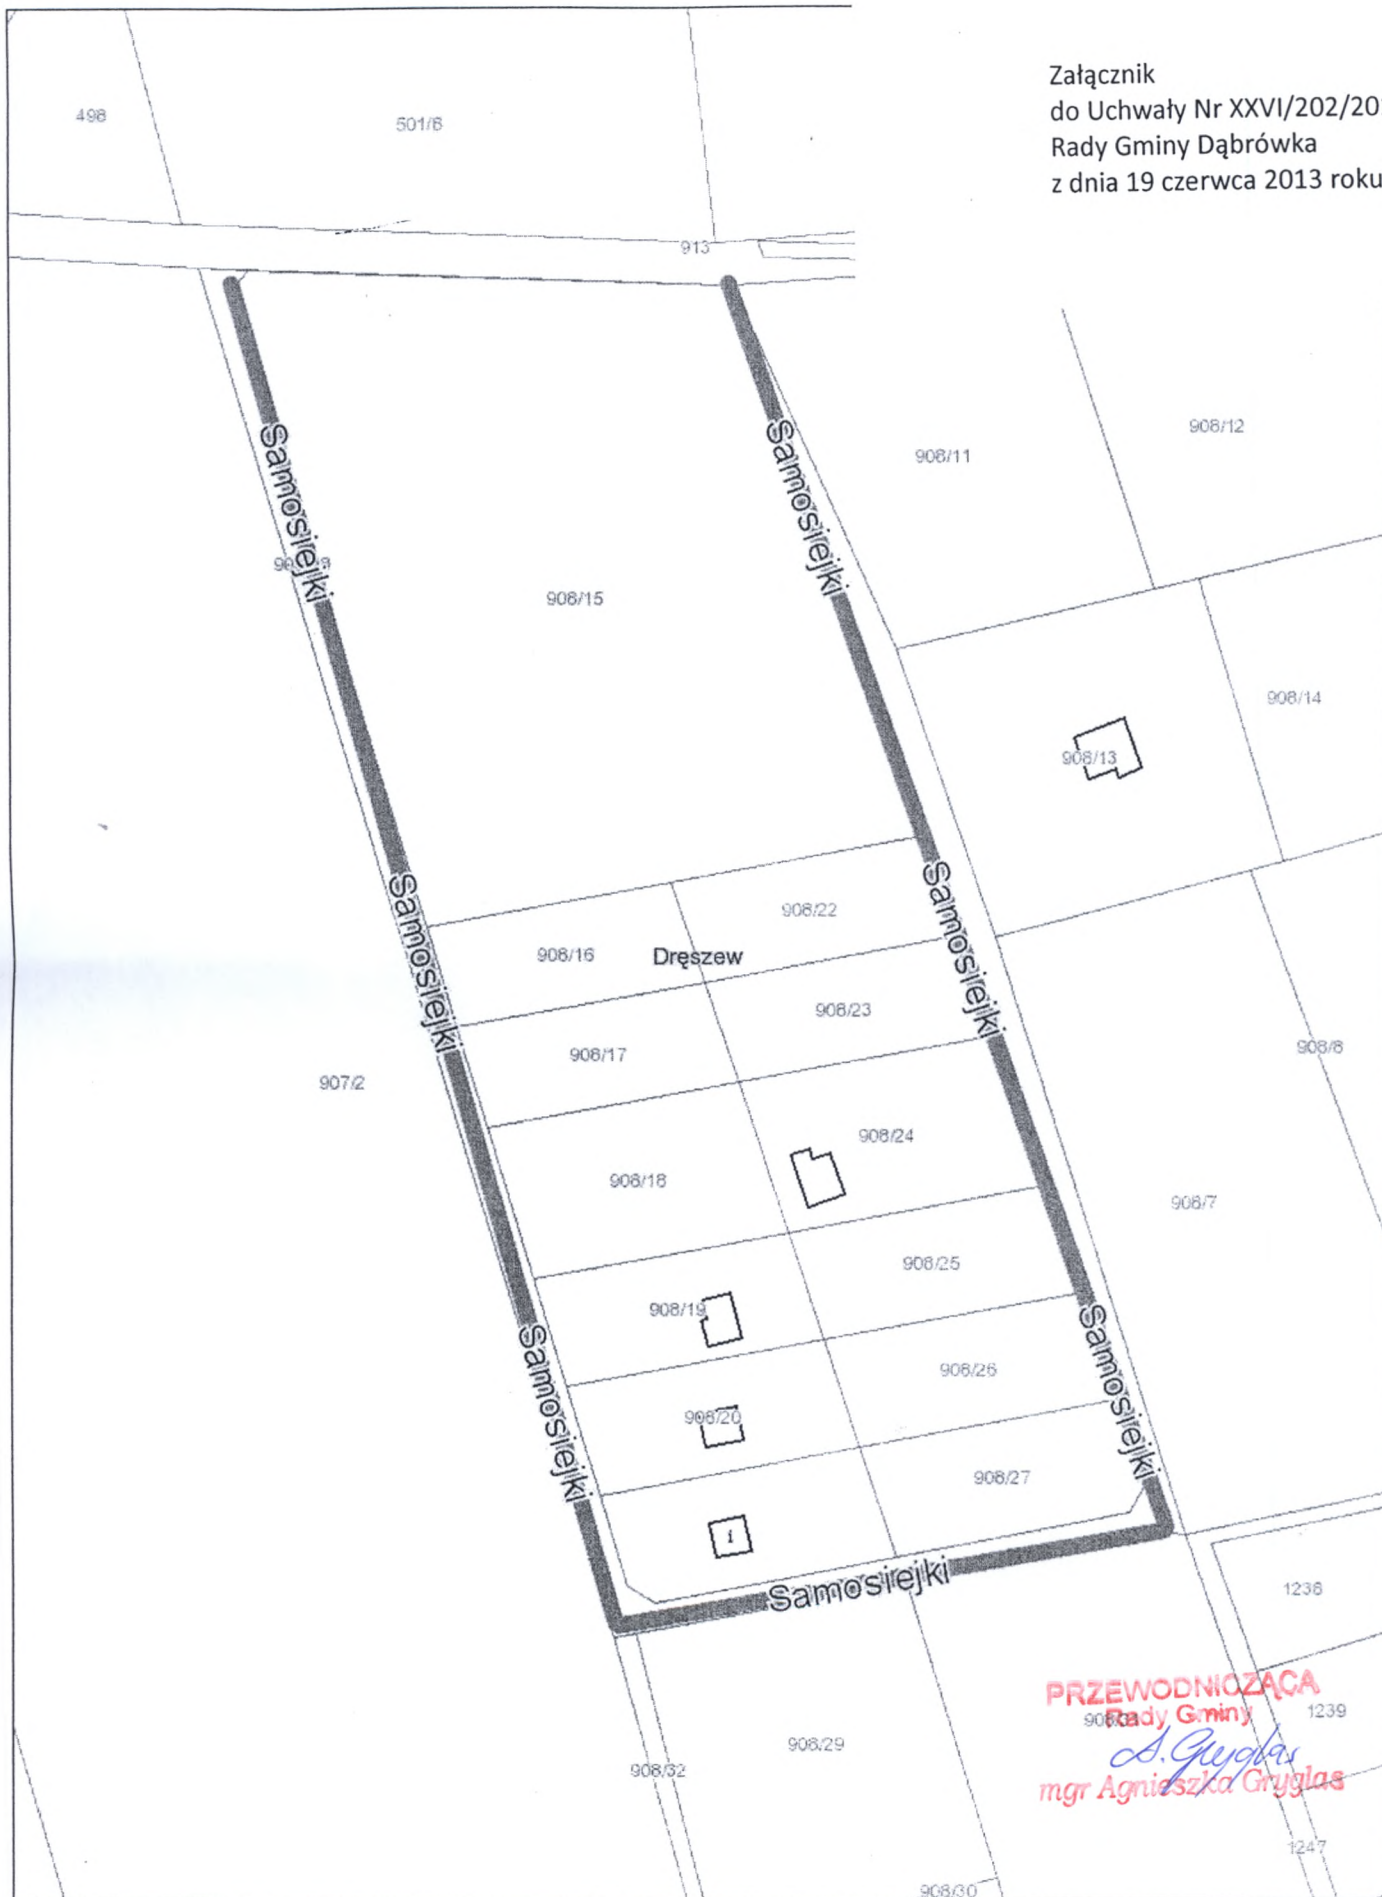 Załącznik
do Uchwały Nr XXVI/202/20
Rady Gminy Dąbrówka
z dnia 19 czerwca 2013 roku
498
501/6
913
908/12
908/11
Samosiejki
Samosiejki
908/15
908/14
908/13
Samosiejki
Samosiejki
908/22
908/16
Dręszew
908/23
908/17
908/8
907/2
908/24
908/18
908/7
908/25
908/19
Samosiejki
Samosiejki
908/26
908/20
908/27
Samosiejki
1238
PRZEWODNICZĄCA
Rady Gminy
1239
A. Gryglas
mgr Agnieszka Gryglas
908/29
908/32
1247
908/30